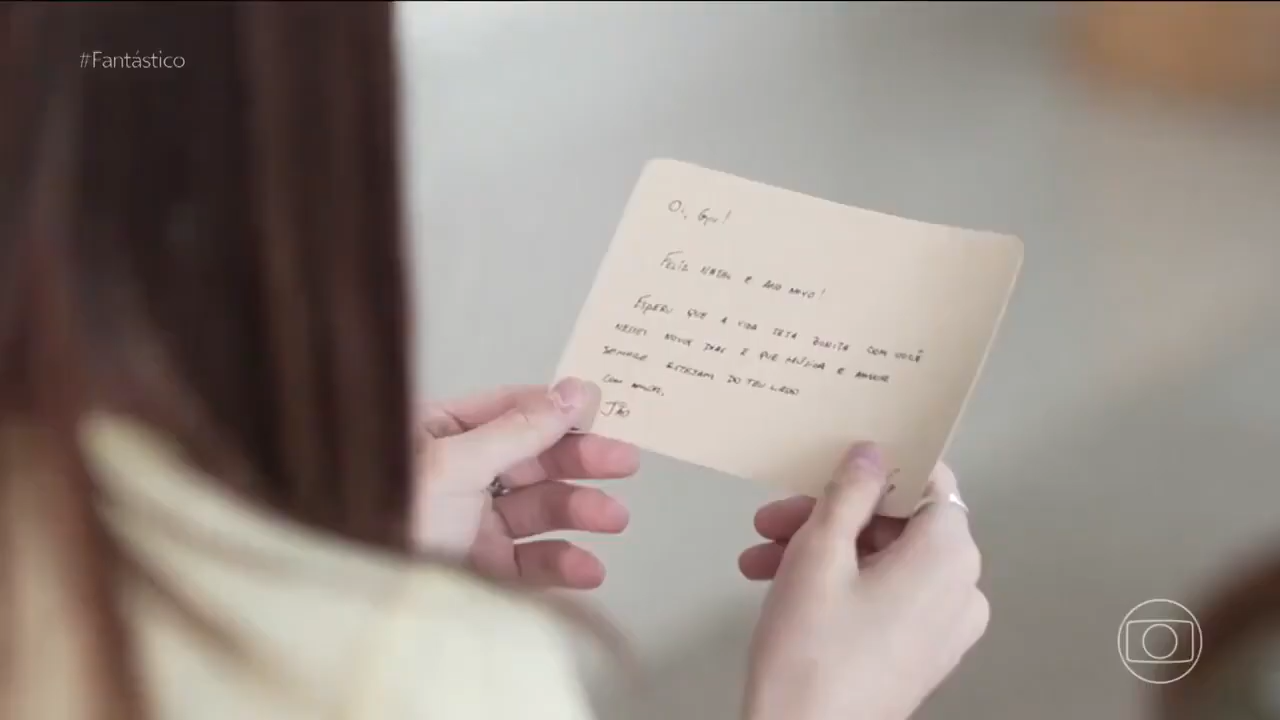 #Fantástico
Oi,
FELIZ NATAL E ANO NOVO!
ESPERO QUE A VIDA SEJA BONITA COM VOCÊ
NESSES NOVOS DIAS E QUE MÚSICA E AMOR
SEMPRE ESTEJAM DO TEU LADO
COM AMOR,
JÃO